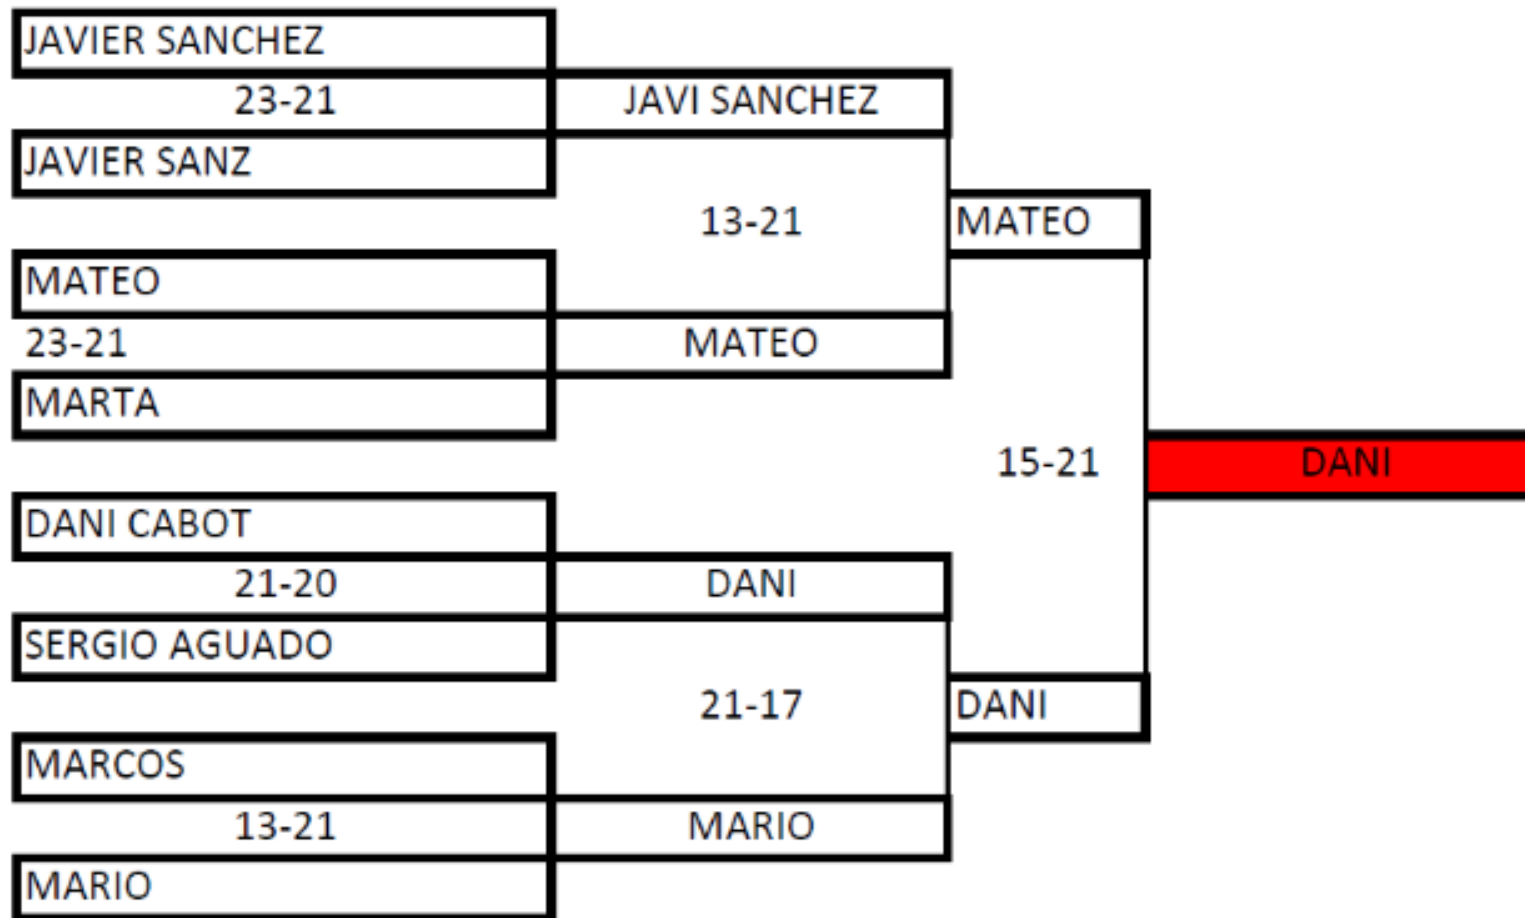 JAVIER SANCHEZ
23-21
JAVI SANCHEZ
JAVIER SANZ
13-21
MATEO
MATEO
23-21
MATEO
MARTA
15-21
DANI
DANI CABOT
21-20
DANI
SERGIO AGUADO
21-17
DANI
MARCOS
13-21
MARIO
MARIO